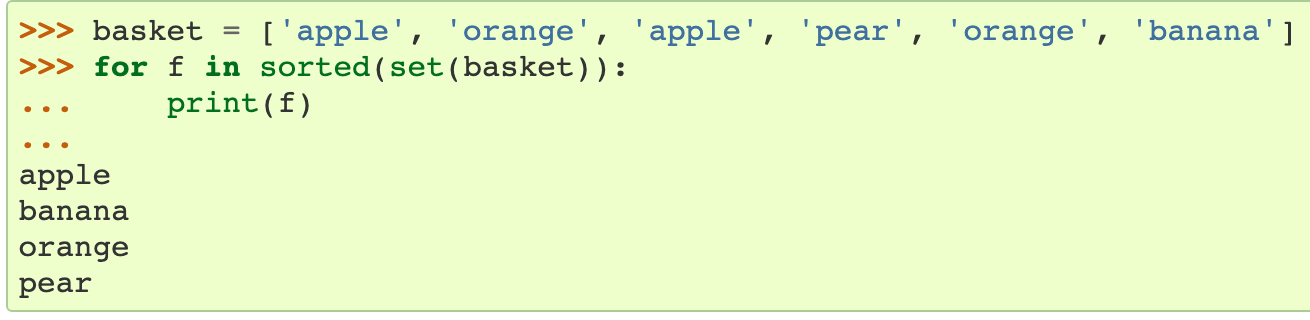 >>> basket = ['apple', 'orange', 'apple', 'pear', 'orange', 'banana']
>>> for f in sorted(set(basket)):
...     print(f)
...
apple
banana
orange
pear